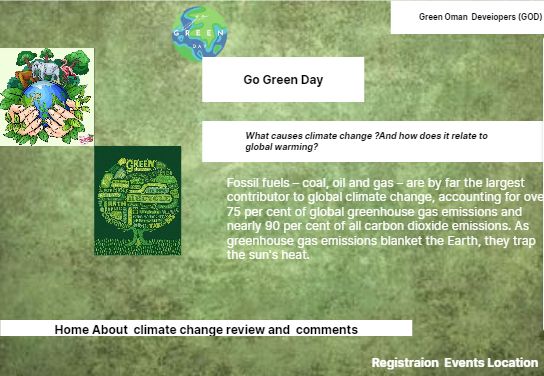 Green Oman Deveiopers (GOD)
go
GREEN
DAY
Go Green Day
What causes climate change ?And how does it relate to
global warming?
GREEN
Fossil fuels – coal, oil and gas – are by far the largest
contributor to global climate change, accounting for ove
75 per cent of global greenhouse gas emissions and
nearly 90 per cent of all carbon dioxide emissions. As
greenhouse gas emissions blanket the Earth, they trap
the sun's heat.
Home About climate change review and comments
Registraion Events Location